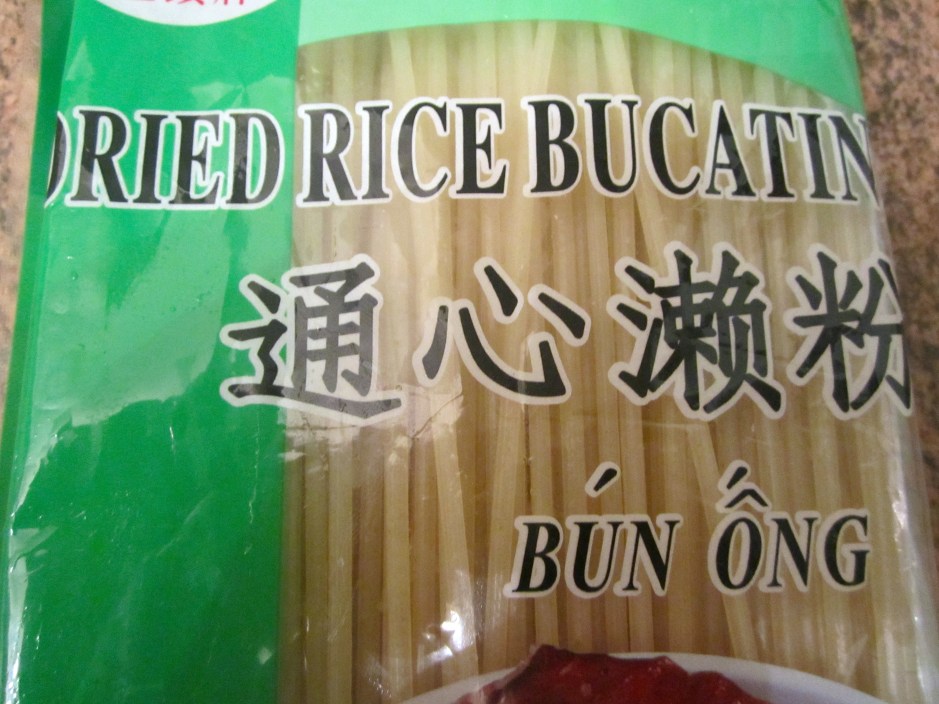 DRIED RICE BUCATIN
通心濑粉
BÚN ỐNG